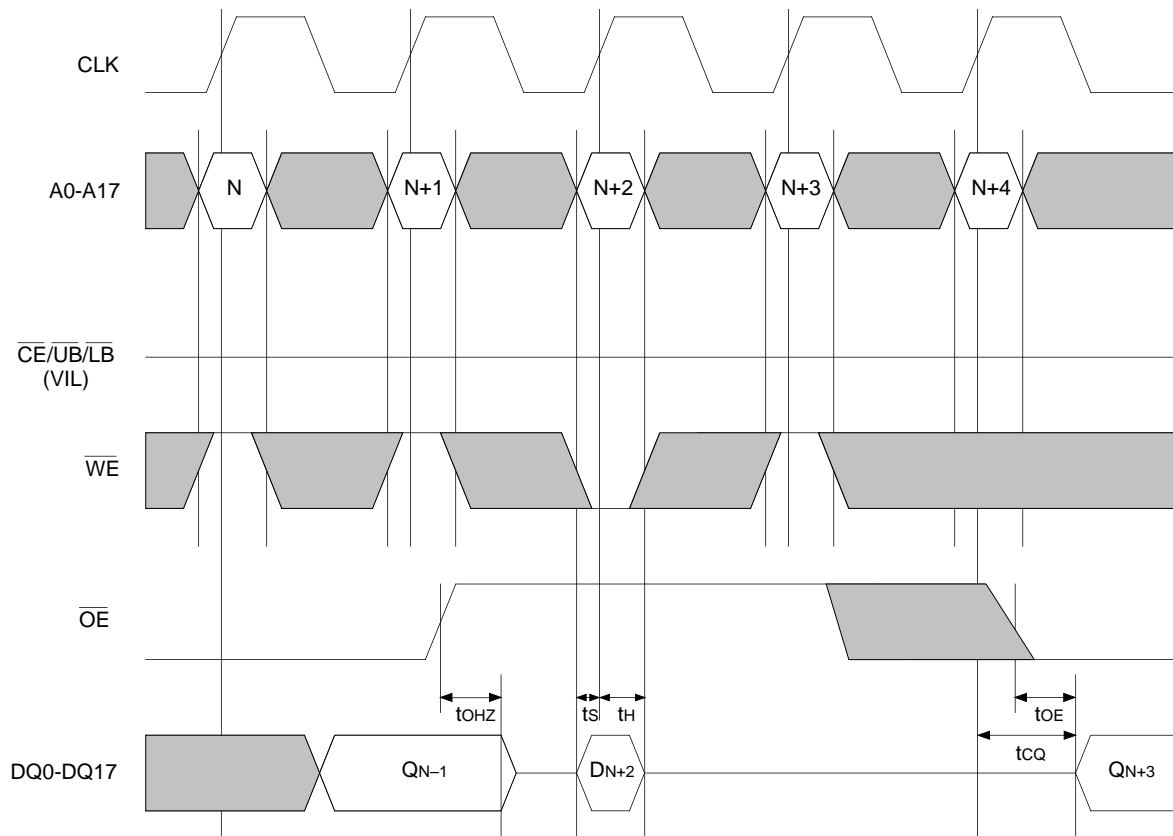 CLK
A0-A17
N
N+1
N+2
N+3
N+4
CE/UB/LB
(VIL)
WE
OE
tOHZ
tS
tH
tOE
tCQ
DQ0-DQ17
QN–1
DN+2
QN+3